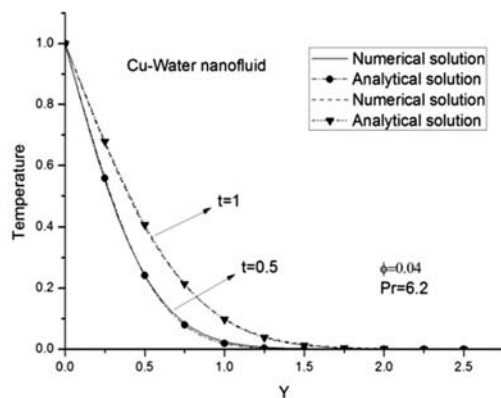 Cu-Water nanofluid
Numerical solution
Analytical solution
Numerical solution
Analytical solution
t=1
t=0.5
ϕ=0.04
Pr=6.2
Temperature
1.0
0.8
0.6
0.4
0.2
0.0
0.0 0.5 1.0 1.5 2.0 2.5
Y